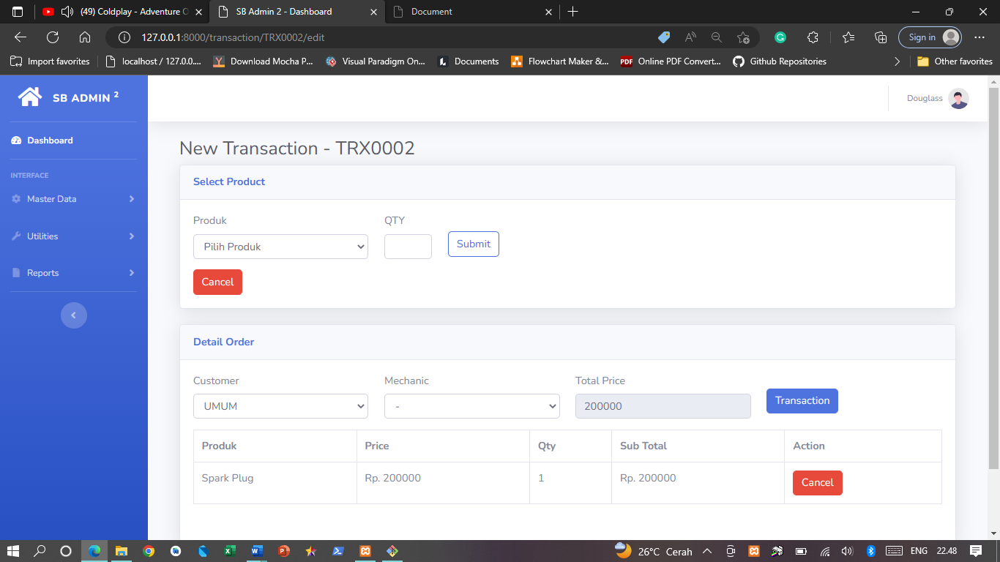 (49) Coldplay - Adventure O
SB Admin 2 - Dashboard
Document
127.0.0.1:8000/transaction/TRX0002/edit
Sign in
Import favorites
localhost / 127.0.0....
Download Mocha P...
Visual Paradigm On...
Documents
Flowchart Maker &...
PDF
Online PDF Convert...
Github Repositories
Other favorites
SB ADMIN 2
Douglass
Dashboard
INTERFACE
Master Data
Utilities
Reports
New Transaction - TRX0002
Select Product
Produk
QTY
Pilih Produk
Submit
Cancel
Detail Order
Customer
Mechanic
Total Price
UMUM
-
200000
Transaction
Produk
Price
Qty
Sub Total
Action
Spark Plug
Rp. 200000
1
Rp. 200000
Cancel
26°C Cerah
ENG
22.48